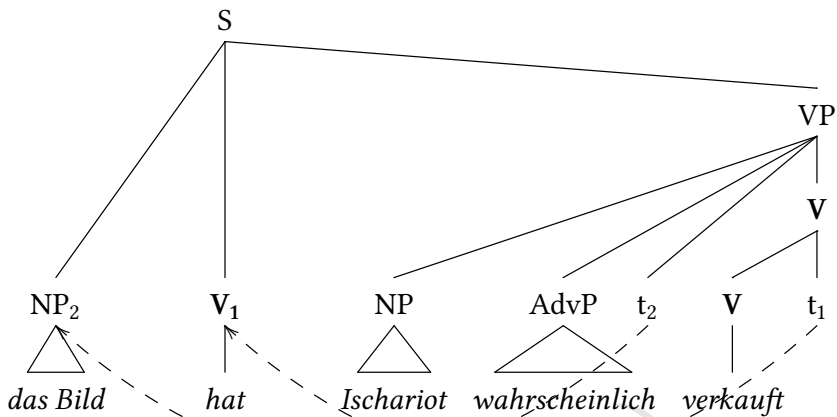 S
VP
V
NP₂ V₁ NP AdvP t₂ V t₁
das Bild hat Ischariot wahrscheinlich verkauft